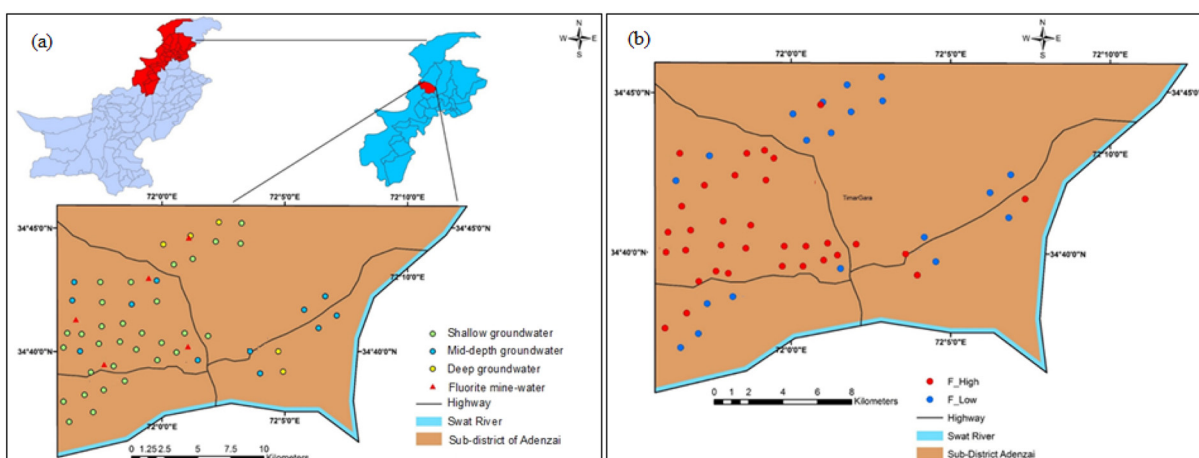 (a)
N
W E
S
72°0'0"E
72°5'0"E
72°10'0"E
34°45'0"N
34°40'0"N
72°10'0"E
34°40'0"N
72°0'0"E
72°5'0"E
Shallow groundwater
Mid-depth groundwater
Deep groundwater
Fluorite mine-water
Highway
Swat River
Sub-district of Adenzai
0 1.252.5 5 7.5 10
Kilometers
(b)
N
W E
S
72°0'0"E
72°5'0"E
72°10'0"E
34°45'0"N
34°45'0"N
72°10'0"E
TimarGara
34°40'0"N
34°40'0"N
72°0'0"E
72°5'0"E
F_High
F_Low
Highway
Swat River
Sub-District Adenzai
0 1 2 4 6 8
Kilometers